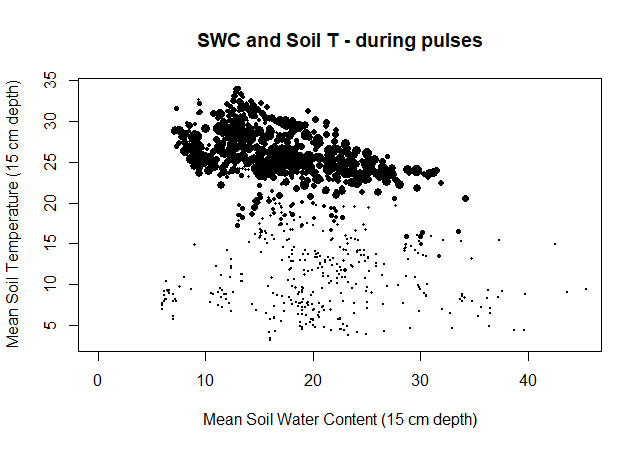 SWC and Soil T - during pulses
Mean Soil Temperature (15 cm depth)
35
30
25
20
15
10
5
0 10 20 30 40
Mean Soil Water Content (15 cm depth)